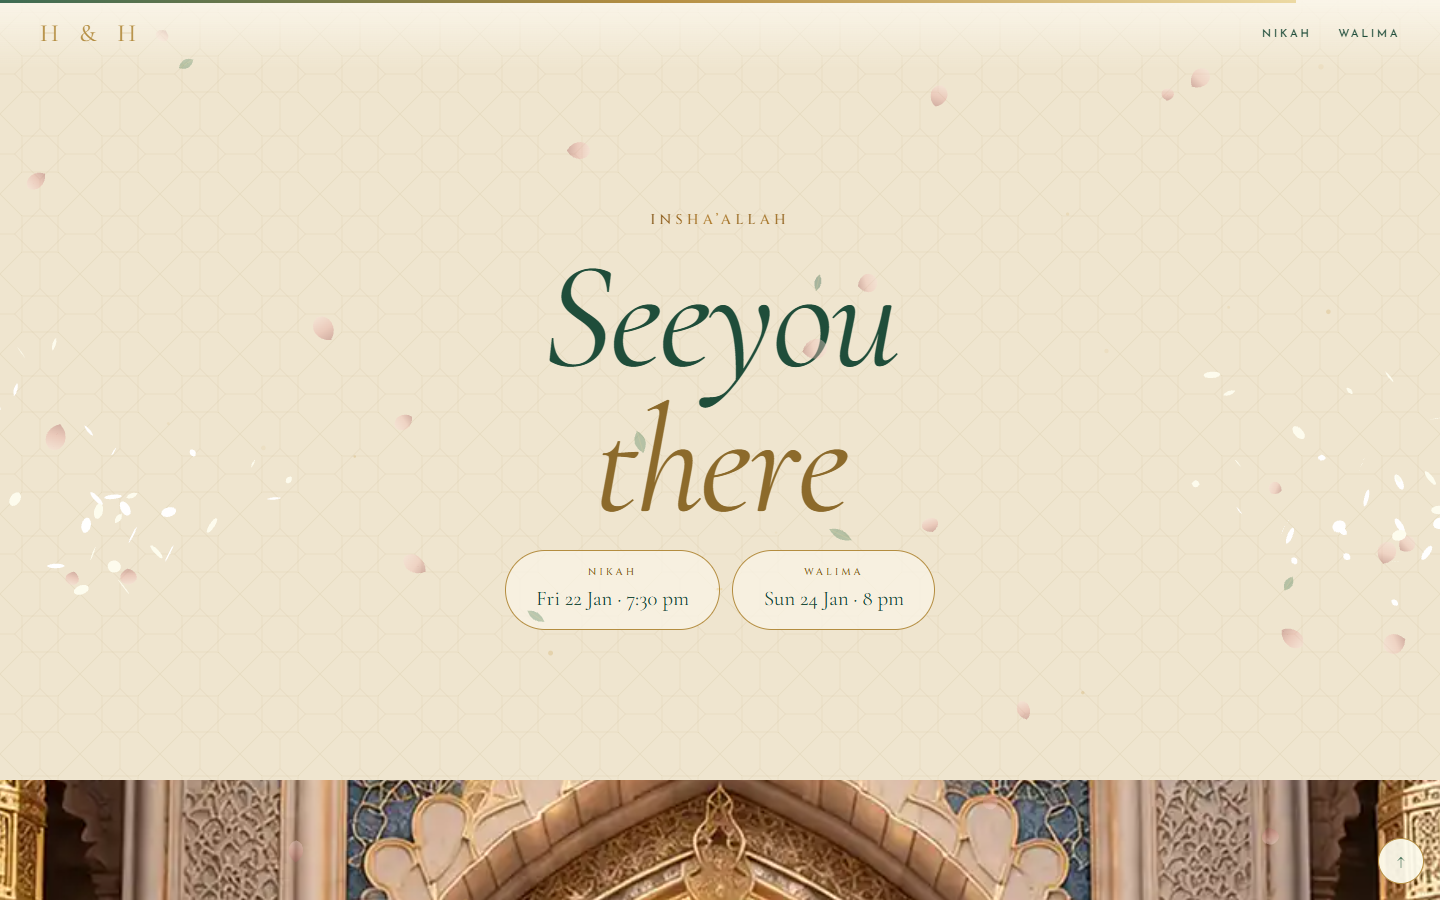 H & H
NIKAH WALIMA
INSHA'ALLAH
Seeyou
there
NIKAH
Fri 22 Jan · 7:30 pm
WALIMA
Sun 24 Jan · 8 pm
↑